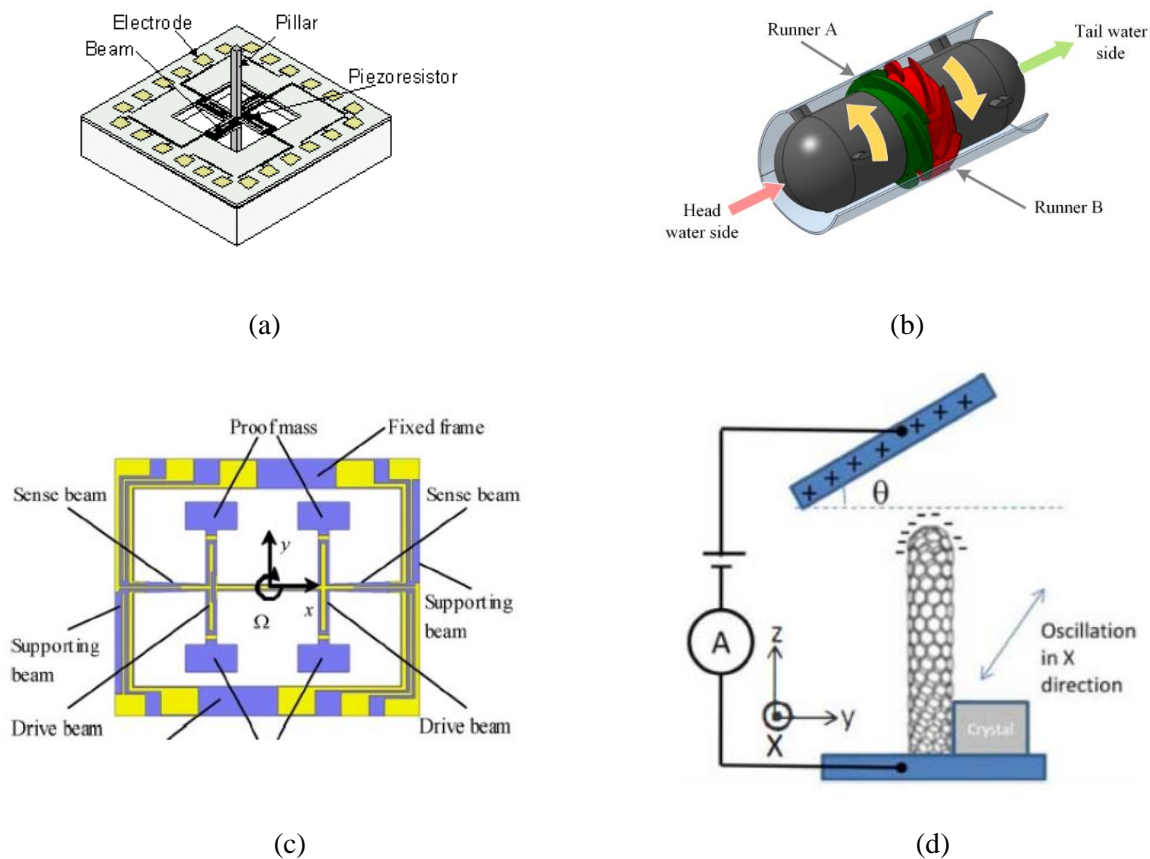 Electrode
Pillar
Beam
Piezoresistor
(a)
Runner A
Tail water
side
Head
water side
Runner B
(b)
Proof mass
Fixed frame
Sense beam
Sense beam
y
x
Ω
Supporting
beam
Supporting
beam
Drive beam
Drive beam
(c)
+ + + + + + +
θ
A
z
y
X
Oscillation
in X
direction
Crystal
(d)